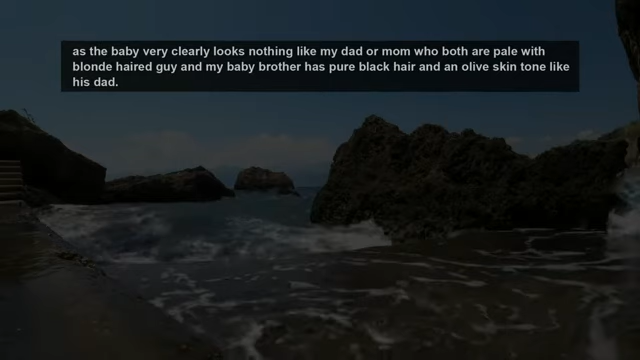 as the baby very clearly looks nothing like my dad or mom who both are pale with
blonde haired guy and my baby brother has pure black hair and an olive skin tone like
his dad.